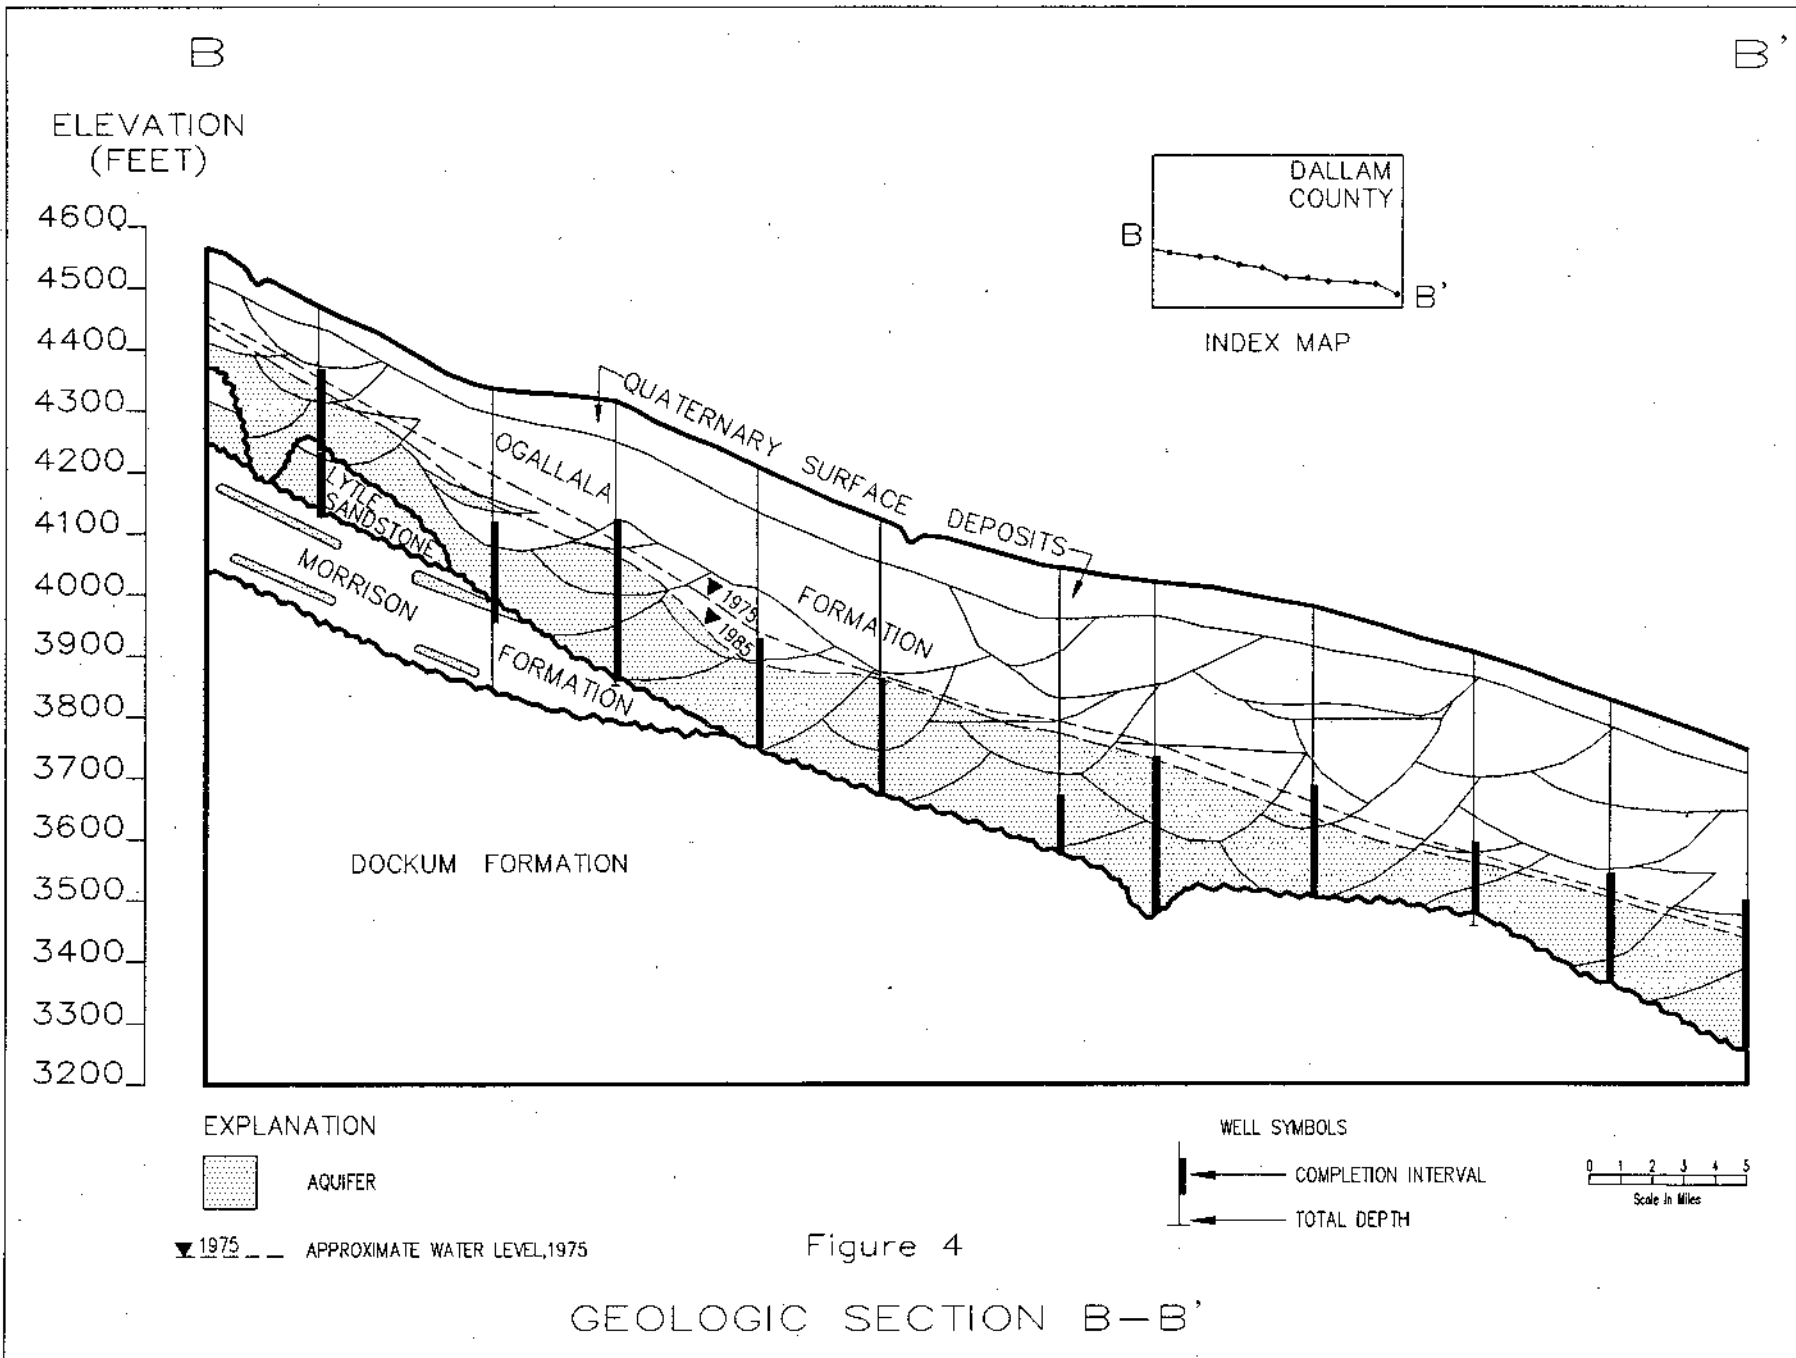 B
B'
ELEVATION
(FEET)
4600
4500
4400
4300
4200
4100
4000
3900
3800
3700
3600
3500
3400
3300
3200
DALLAM
COUNTY
B
B'
INDEX MAP
QUATERNARY SURFACE DEPOSITS
OGALLALA
FORMATION
LYTLE
SANDSTONE
MORRISON
FORMATION
1975
1985
DOCKUM FORMATION
EXPLANATION
AQUIFER
1975
APPROXIMATE WATER LEVEL,1975
WELL SYMBOLS
COMPLETION INTERVAL
TOTAL DEPTH
0 1 2 3 4 5
Scale In Miles
Figure 4
GEOLOGIC SECTION B-B'